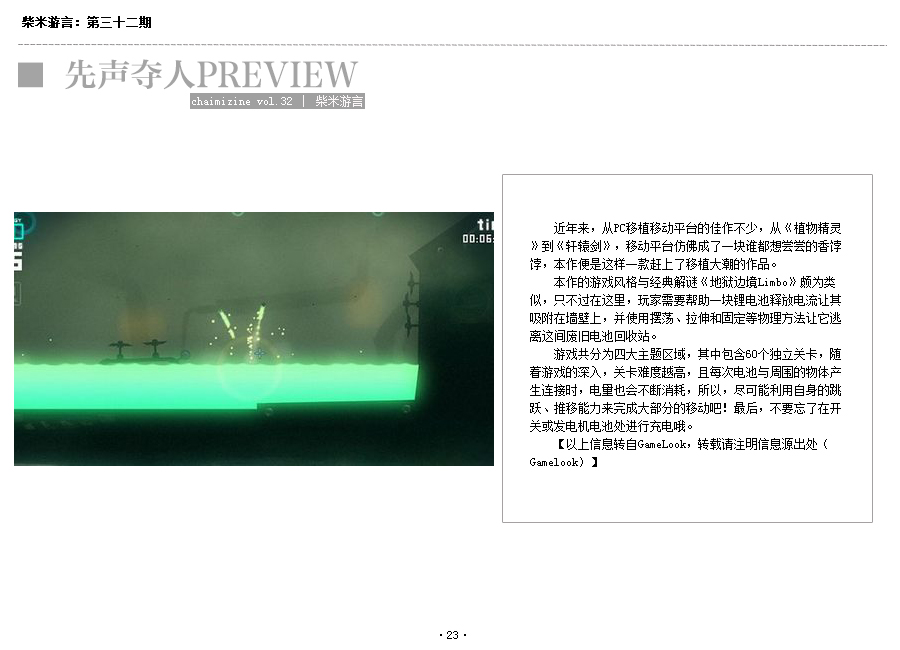 柴米游言：第三十二期
先声夺人PREVIEW
chaimizine vol.32 | 柴米游言
00:06:
近年来，从PC移植移动平台的佳作不少，从《植物精灵
》到《轩辕剑》，移动平台仿佛成了一块谁都想尝尝的香饽
饽，本作便是这样一款赶上了移植大潮的作品。
本作的游戏风格与经典解谜《地狱边境Limbo》颇为类
似，只不过在这里，玩家需要帮助一块锂电池释放电流让其
吸附在墙壁上，并使用摆荡、拉伸和固定等物理方法让它逃
离这间废旧电池回收站。
游戏共分为四大主题区域，其中包含60个独立关卡，随
着游戏的深入，关卡难度越高，且每次电池与周围的物体产
生连接时，电量也会不断消耗，所以，尽可能利用自身的跳
跃、推移能力来完成大部分的移动吧！最后，不要忘了在开
关或发电机电池处进行充电哦。
【以上信息转自GameLook，转载请注明信息源出处（
Gamelook）】
·23·